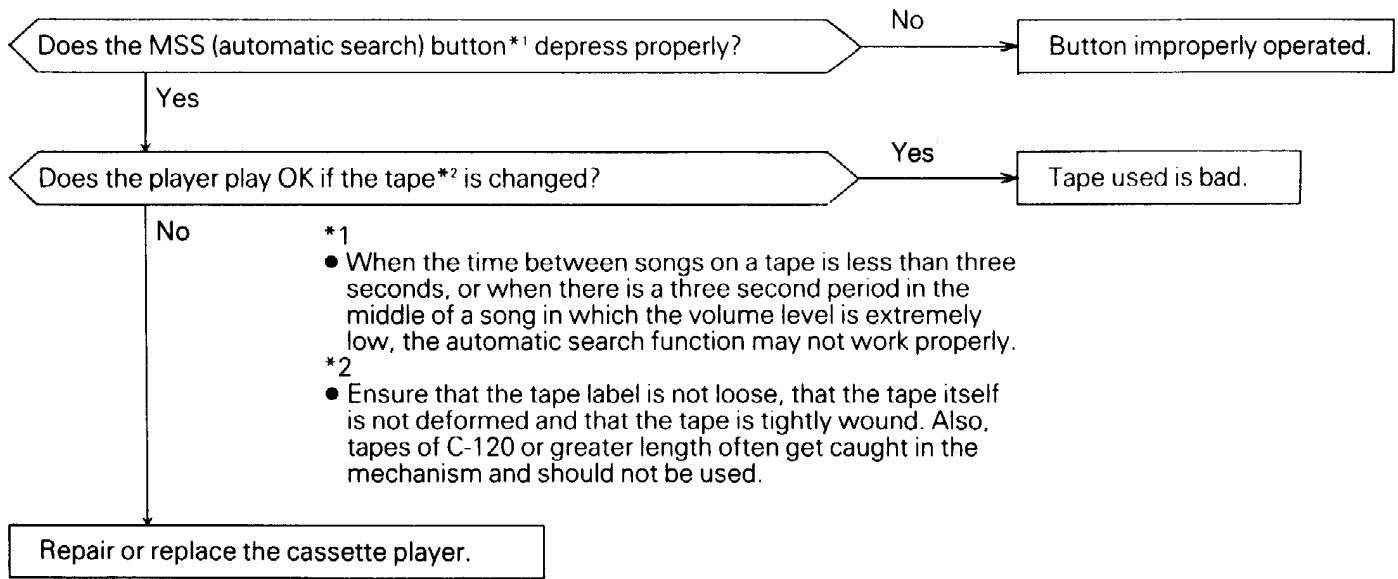 Does the MSS (automatic search) button*1 depress properly?
No
Button improperly operated.
Yes
Does the player play OK if the tape*2 is changed?
Yes
Tape used is bad.
No
*1
● When the time between songs on a tape is less than three
seconds, or when there is a three second period in the
middle of a song in which the volume level is extremely
low, the automatic search function may not work properly.
*2
● Ensure that the tape label is not loose, that the tape itself
is not deformed and that the tape is tightly wound. Also,
tapes of C-120 or greater length often get caught in the
mechanism and should not be used.
Repair or replace the cassette player.